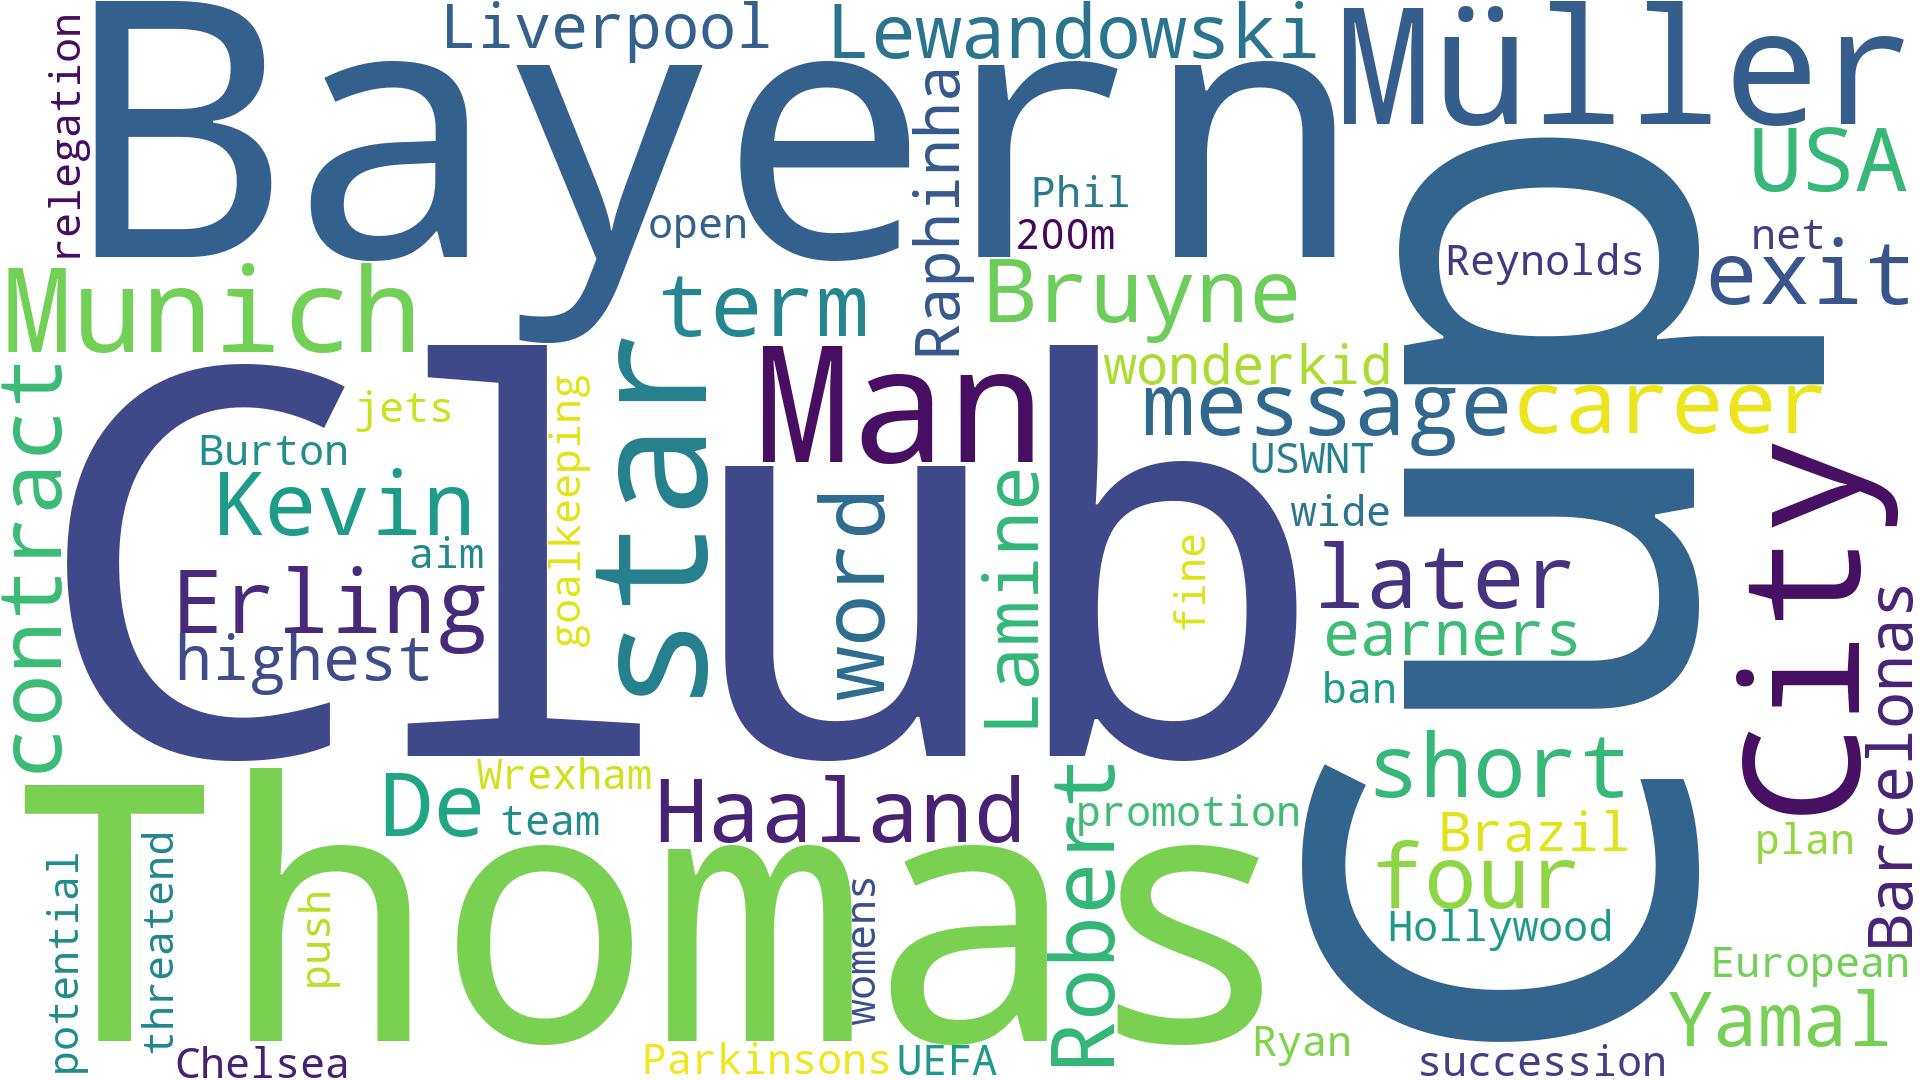 relegation
Bayern
Liverpool
Lewandowski
Müller
USA
Raphinha
Phil
200m
open
Reynolds
net
exit
Munich
term
Bruyne
Cup
contract
Club
jets
Burton
Kevin
aim
Erling
highest
goalkeeping
star
Man
word
Lamine
wonderkid
message
career
USWNT
wide
fine
later
earners
ban
City
Barcelonas
Thomas
De
Wrexham
team
Haaland
Robert
promotion
short
Brazil
four
Hollywood
plan
European
Yamal
potential
threatend
push
womens
Chelsea
Parkinsons
UEFA
Ryan
succession